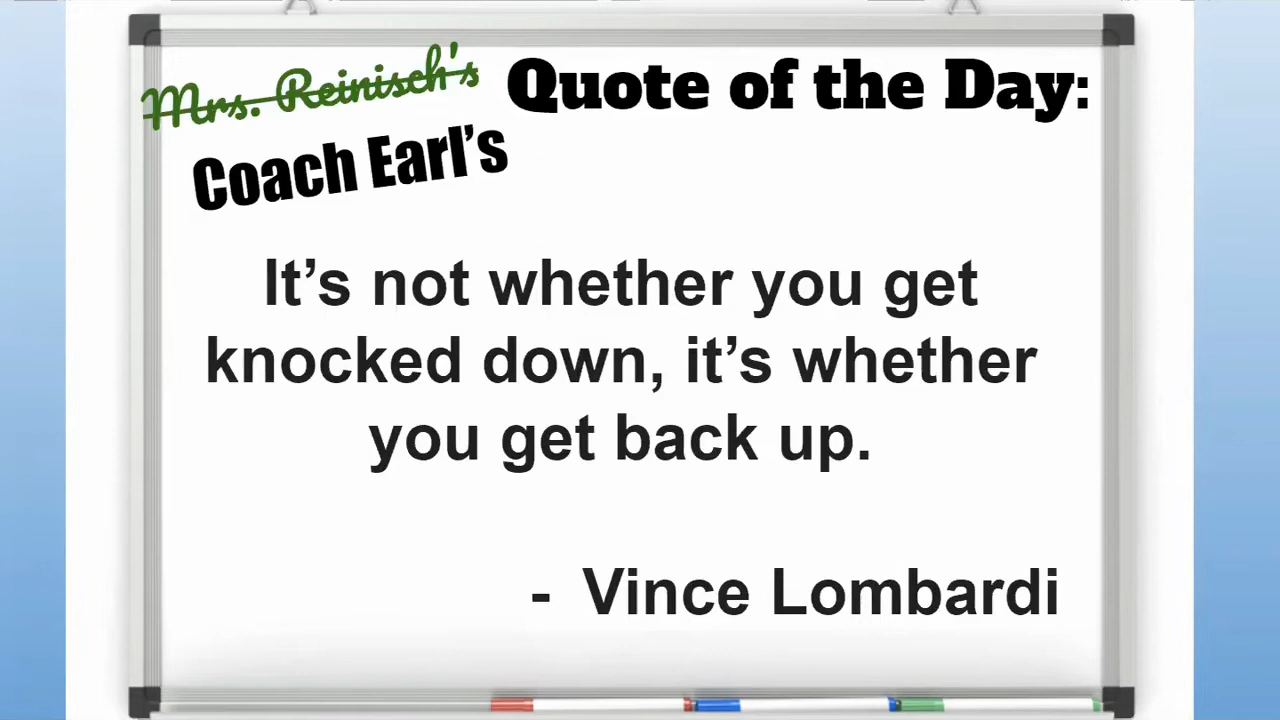 Mrs. Reinisch's Quote of the Day:
Coach Earl's
It's not whether you get
knocked down, it's whether
you get back up.
- Vince Lombardi